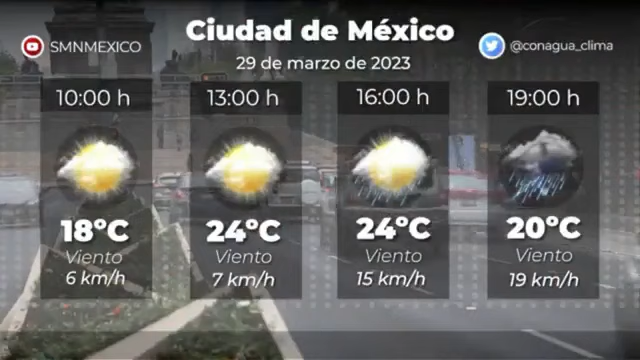 Ciudad de México
SMNMEXICO
@conagua_clima
29 de marzo de 2023
10:00 h
13:00 h
16:00 h
19:00 h
18°C
24°C
24°C
20°C
Viento
Viento
Viento
Viento
6 km/h
7 km/h
15 km/h
19 km/h